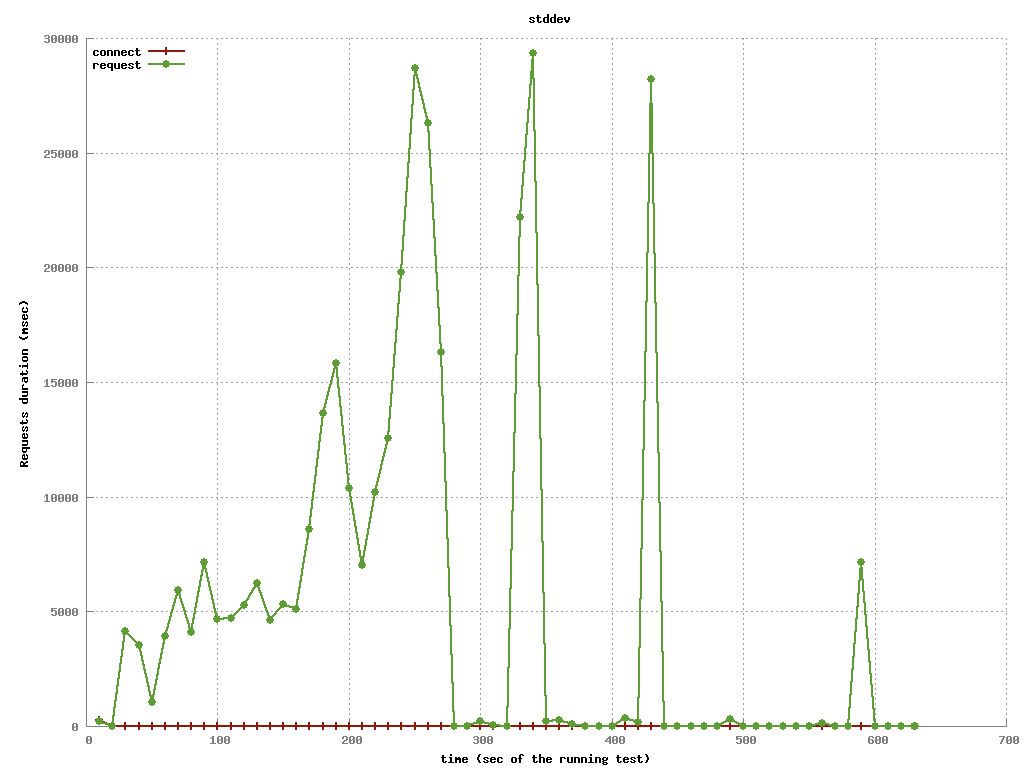 stddev
connect
request
30000
25000
20000
15000
10000
5000
0
Requests duration (msec)
0 100 200 300 400 500 600 700
time (sec of the running test)